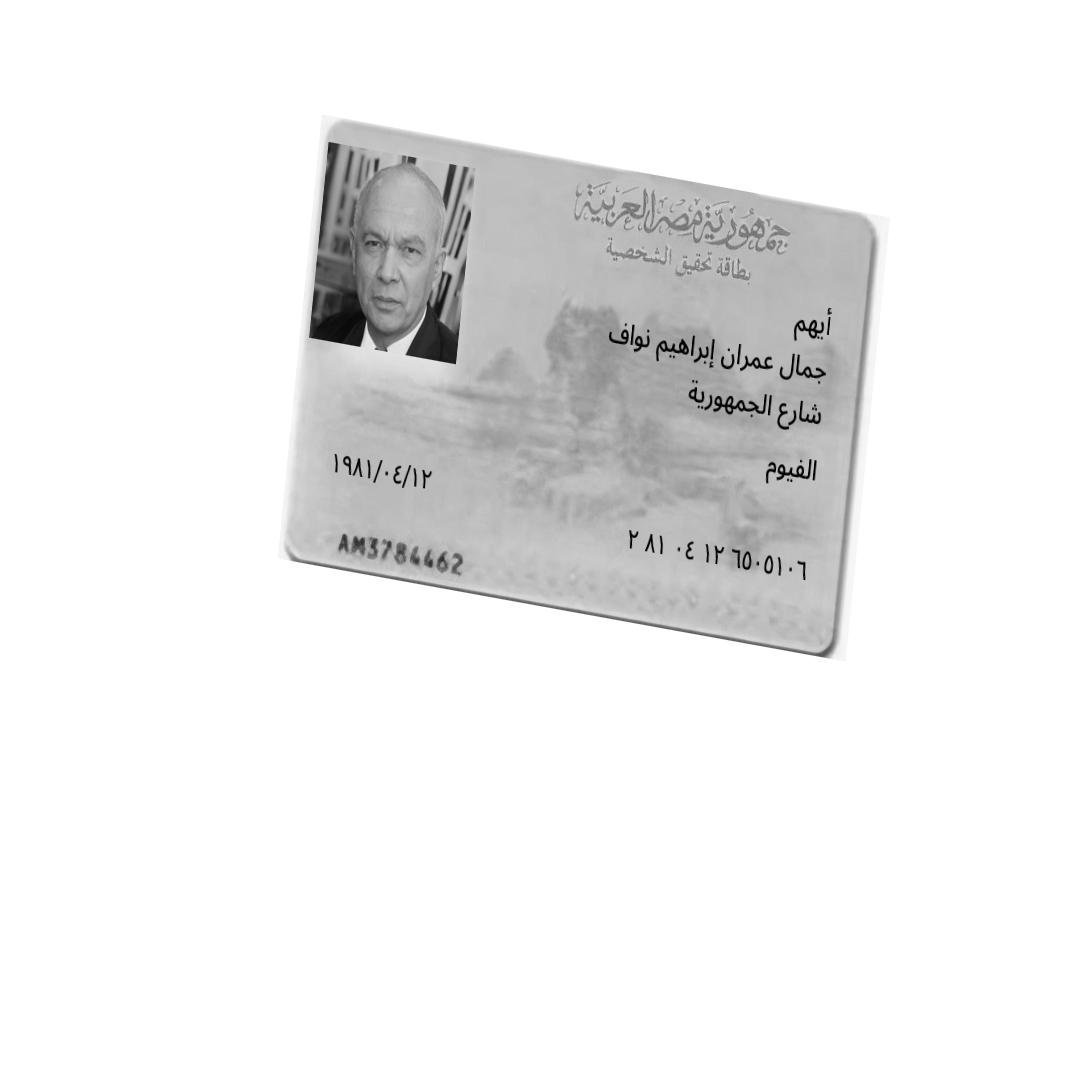 جمهورية مصر العربية
بطاقة تحقيق الشخصية
أيهم
جمال عمران إبراهيم نواف
شارع الجمهورية
الفيوم
١٩٨١/٠٤/١٢
٢ ٨١ ٠٤ ١٢ ٦٥٠٥١٠٦
AM3784462